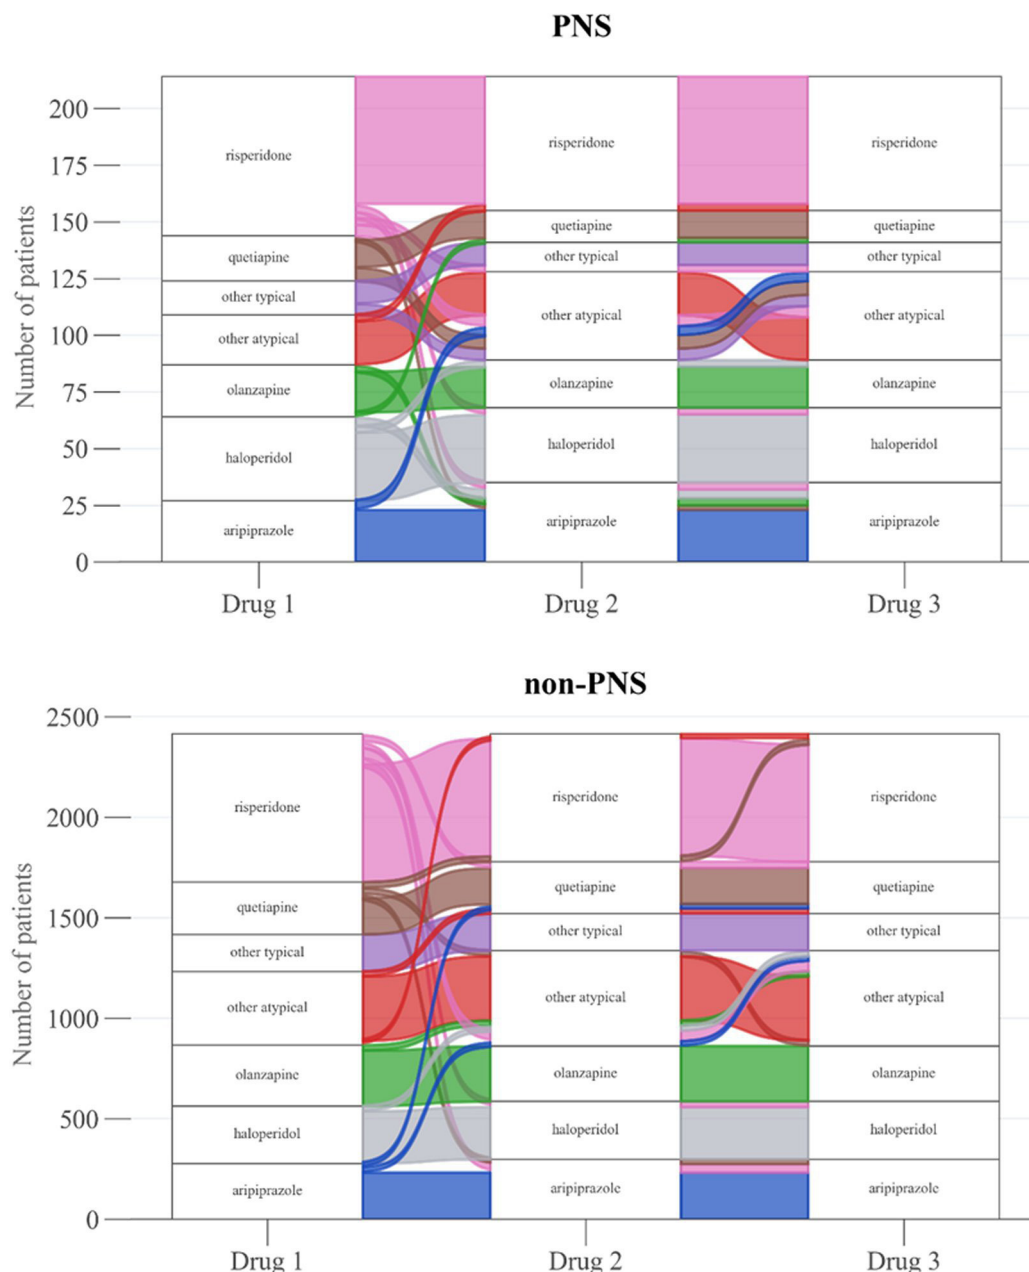 PNS
Number of patients
200
175
150
125
100
75
50
25
0
risperidone
quetiapine
other typical
other atypical
olanzapine
haloperidol
aripiprazole
risperidone
quetiapine
other typical
other atypical
olanzapine
haloperidol
aripiprazole
risperidone
quetiapine
other typical
other atypical
olanzapine
haloperidol
aripiprazole
Drug 1 Drug 2 Drug 3
non-PNS
Number of patients
2500
2000
1500
1000
500
0
risperidone
quetiapine
other typical
other atypical
olanzapine
haloperidol
aripiprazole
risperidone
quetiapine
other typical
other atypical
olanzapine
haloperidol
aripiprazole
risperidone
quetiapine
other typical
other atypical
olanzapine
haloperidol
aripiprazole
Drug 1 Drug 2 Drug 3